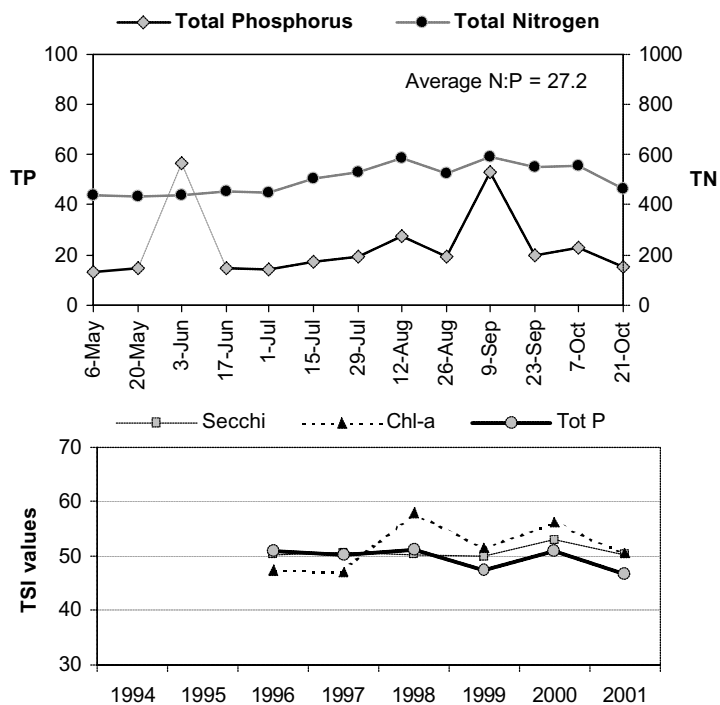 Total Phosphorus Total Nitrogen
100 1000
Average N:P = 27.2
80 800
60 600
TP TN
40 400
20 200
0 0
6-May 20-May 3-Jun 17-Jun 1-Jul 15-Jul 29-Jul 12-Aug 26-Aug 9-Sep 23-Sep 7-Oct 21-Oct
Secchi Chl-a Tot P
70
60
TSI values
50
40
30
1994 1995 1996 1997 1998 1999 2000 2001